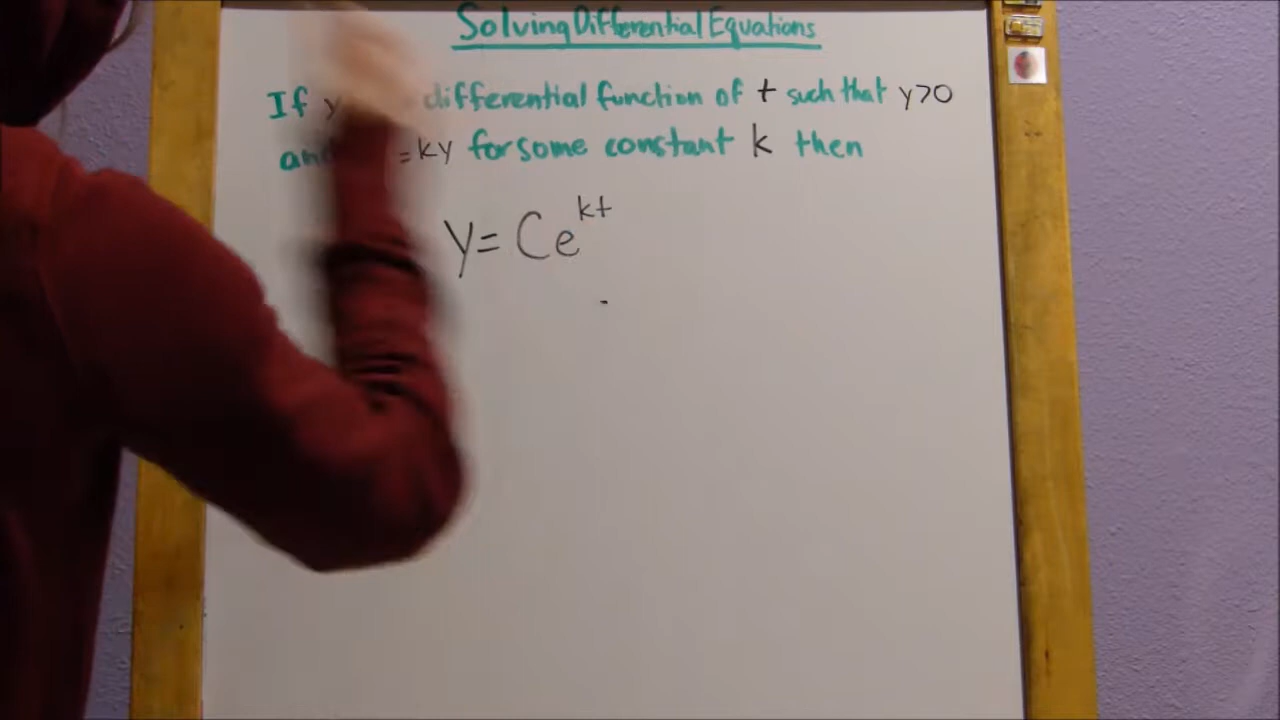 Solving Differential Equations
If y differential function of t such that y>0
and =ky for some constant k then
y= Ce^kt